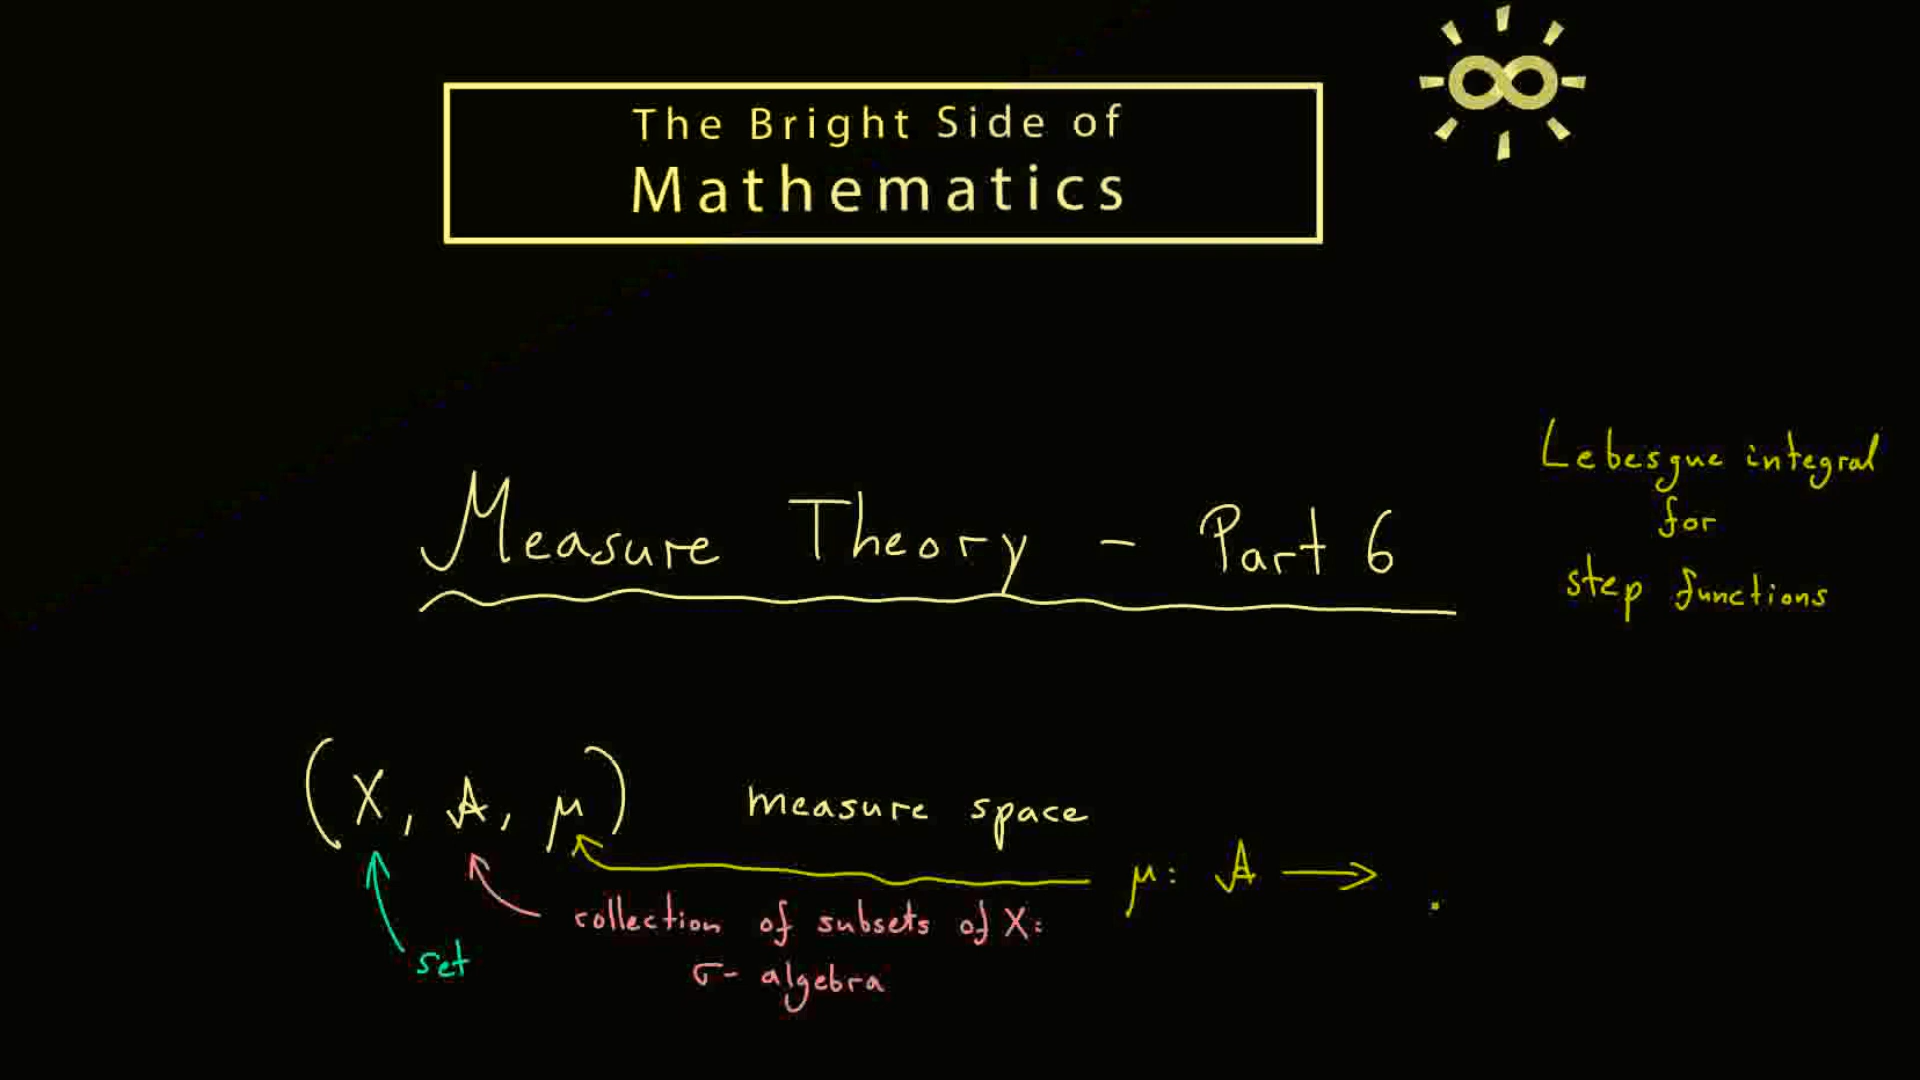 The Bright Side of
Mathematics
Lebesgue integral
for
step functions
Measure Theory - Part 6
(X, 𝔸, μ) measure space
μ: 𝔸 ⟶
collection of subsets of X:
σ- algebra
set